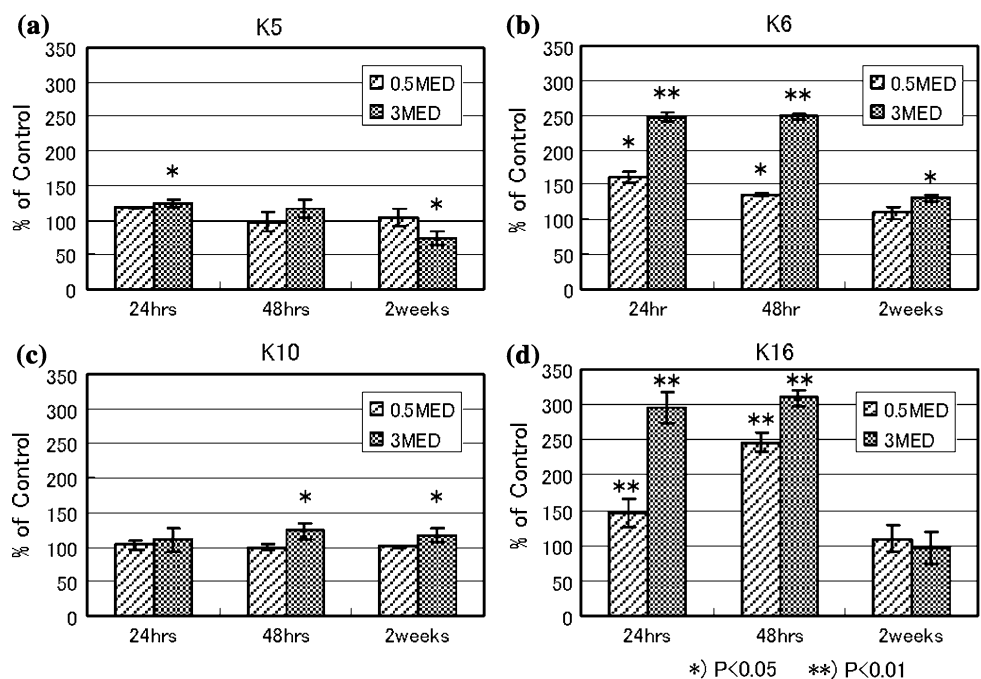 (a) K5
350
300
250
200
150
100
50
0
% of Control
0.5MED
3MED
*
*
24hrs 48hrs 2weeks
(b) K6
350
300
250
200
150
100
50
0
% of Control
0.5MED
3MED
* ** * ** *
24hr 48hr 2weeks
(c) K10
350
300
250
200
150
100
50
0
% of Control
0.5MED
3MED
* *
24hrs 48hrs 2weeks
(d) K16
350
300
250
200
150
100
50
0
% of Control
0.5MED
3MED
** ** ** **
24hrs 48hrs 2weeks
*) P<0.05 **) P<0.01